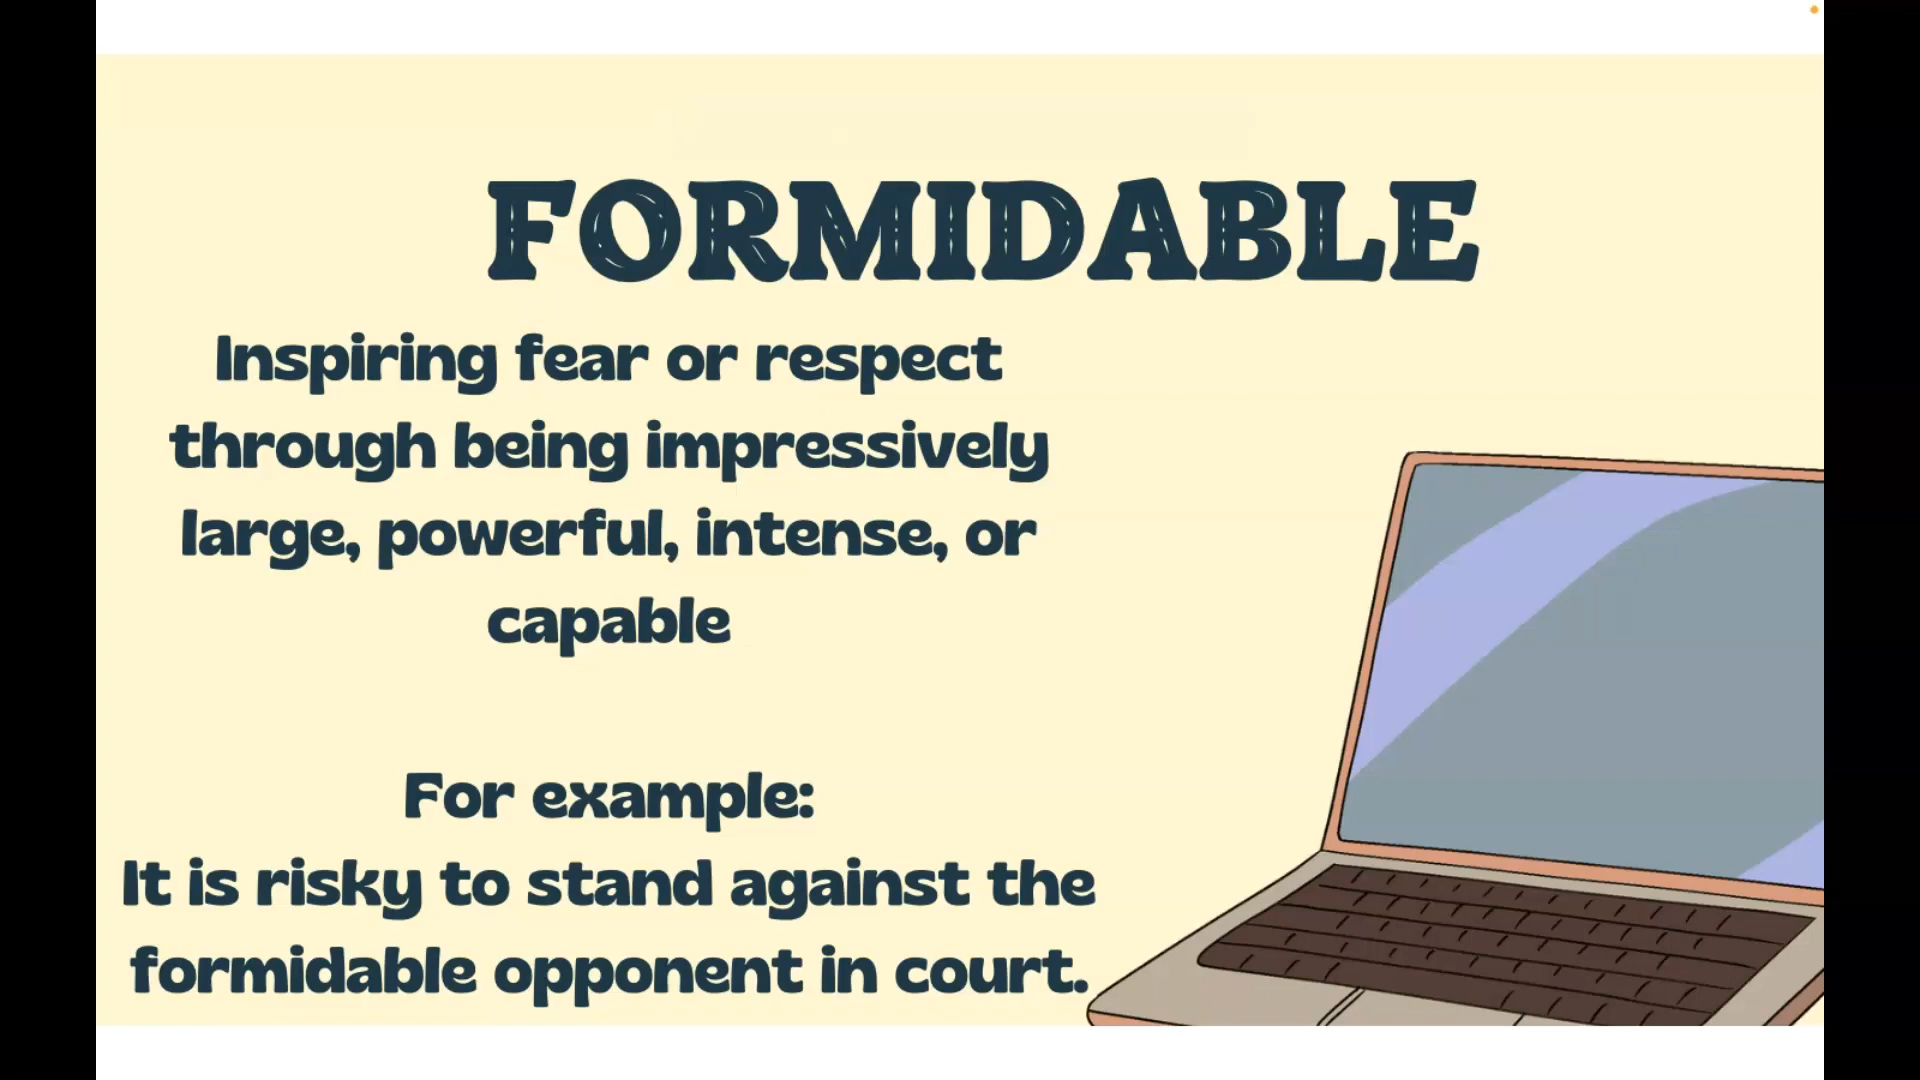 FORMIDABLE
Inspiring fear or respect
through being impressively
large, powerful, intense, or
capable
For example:
It is risky to stand against the
formidable opponent in court.